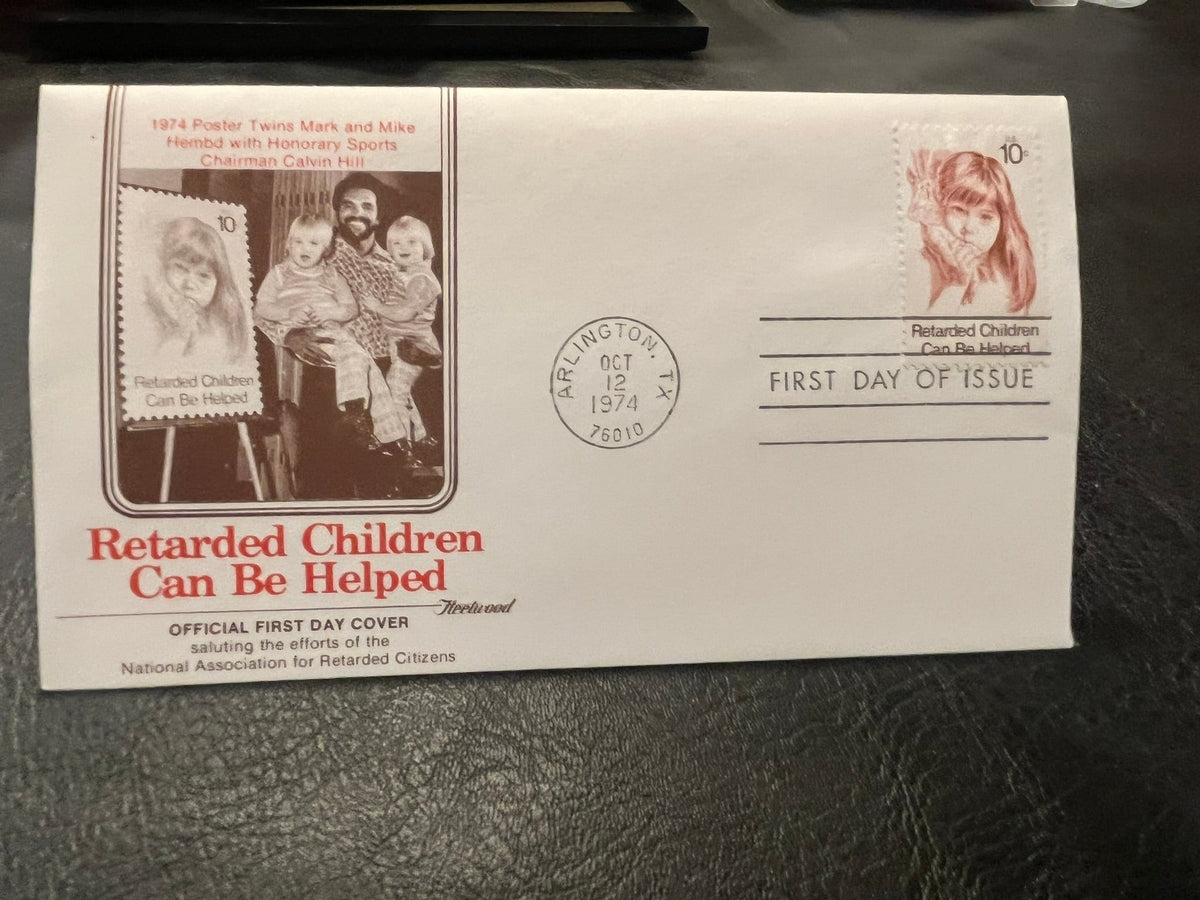 1974 Poster Twins Mark and Mike
Hembd with Honorary Sports
Chairman Calvin Hill
10
Retarded Children
Can Be Helped
Retarded Children
Can Be Helped
Fleetwood
OFFICIAL FIRST DAY COVER
saluting the efforts of the
National Association for Retarded Citizens
ARLINGTON, TX
OCT
12
1974
76010
U.S.
10c
Retarded Children
Can Be Helped
FIRST DAY OF ISSUE